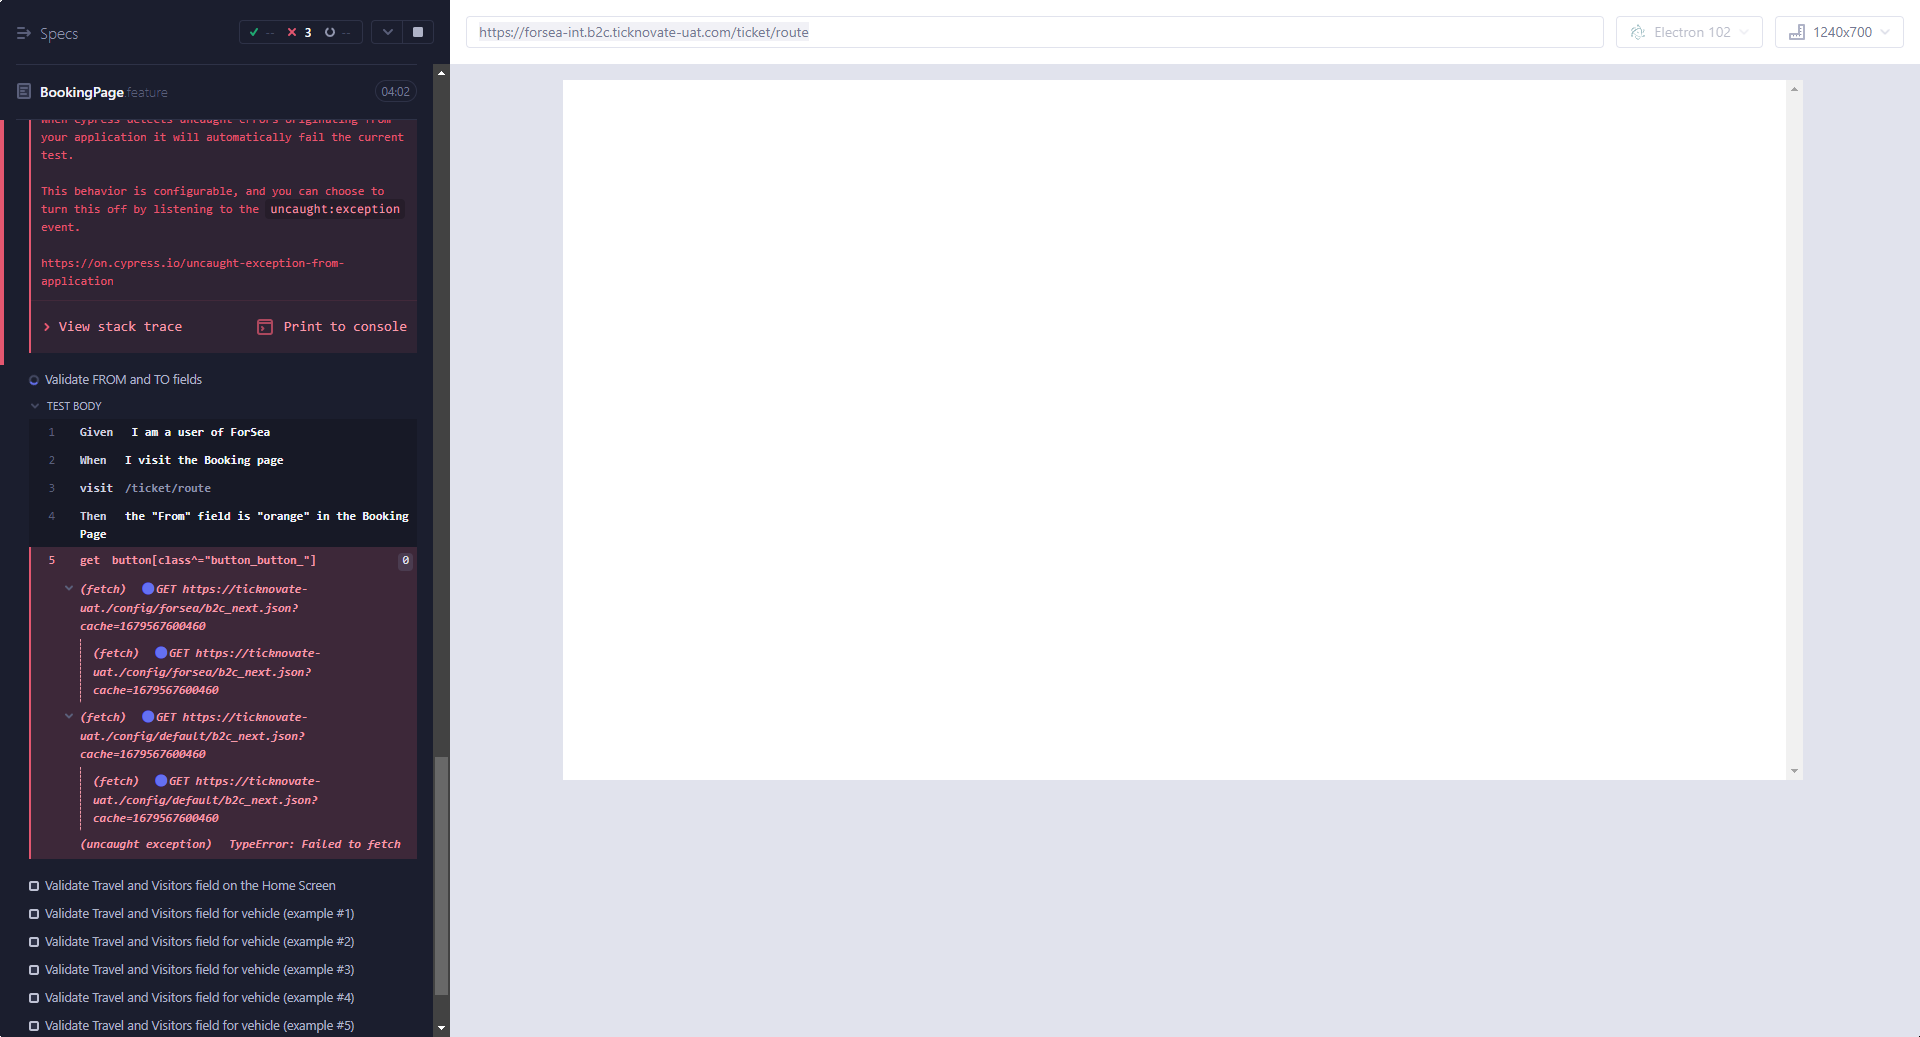 Specs
-- 3 --
https://forsea-int.b2c.ticknovate-uat.com/ticket/route
Electron 102
1240x700
BookingPage.feature
04:02
When Cypress detects uncaught errors originating from
your application it will automatically fail the current
test.
This behavior is configurable, and you can choose to
turn this off by listening to the uncaught:exception
event.
https://on.cypress.io/uncaught-exception-from-
application
View stack trace
Print to console
Validate FROM and TO fields
TEST BODY
1 Given I am a user of ForSea
2 When I visit the Booking page
3 visit /ticket/route
4 Then the "From" field is "orange" in the Booking
Page
5 get button[class^="button_button_"] 0
(fetch) GET https://ticknovate-
uat./config/forsea/b2c_next.json?
cache=1679567600460
(fetch) GET https://ticknovate-
uat./config/forsea/b2c_next.json?
cache=1679567600460
(fetch) GET https://ticknovate-
uat./config/default/b2c_next.json?
cache=1679567600460
(fetch) GET https://ticknovate-
uat./config/default/b2c_next.json?
cache=1679567600460
(uncaught exception) TypeError: Failed to fetch
Validate Travel and Visitors field on the Home Screen
Validate Travel and Visitors field for vehicle (example #1)
Validate Travel and Visitors field for vehicle (example #2)
Validate Travel and Visitors field for vehicle (example #3)
Validate Travel and Visitors field for vehicle (example #4)
Validate Travel and Visitors field for vehicle (example #5)